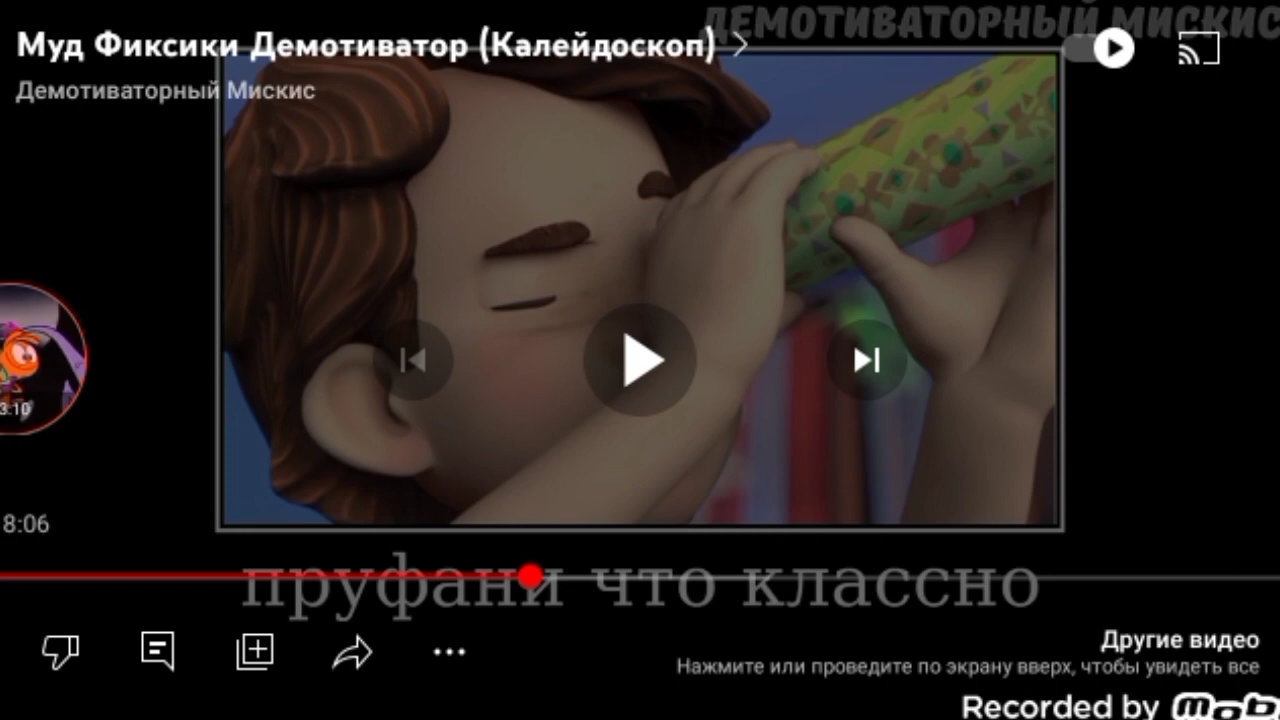 ДЕМОТИВАТОРНЫЙ МИСКИС
Муд Фиксики Демотиватор (Калейдоскоп)
Демотиваторный Мискис
3:10
8:06
пруфани что классно
Другие видео
Нажмите или проведите по экрану вверх, чтобы увидеть все
Recorded by Mob